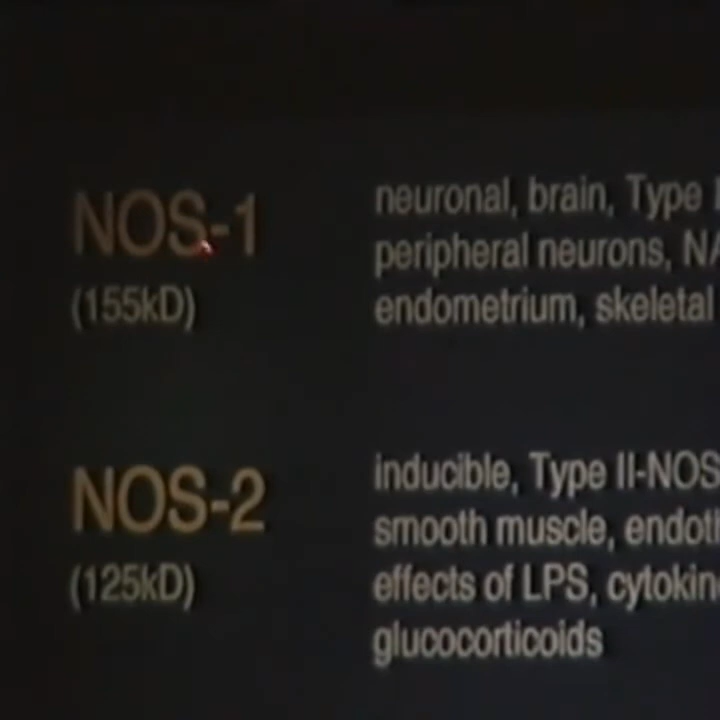 NOS-1
(155kD)
neuronal, brain, Type
peripheral neurons,
endometrium, skeletal
NOS-2
(125kD)
inducible, Type II-NOS
smooth muscle,
effects of LPS,
glucocorticoids